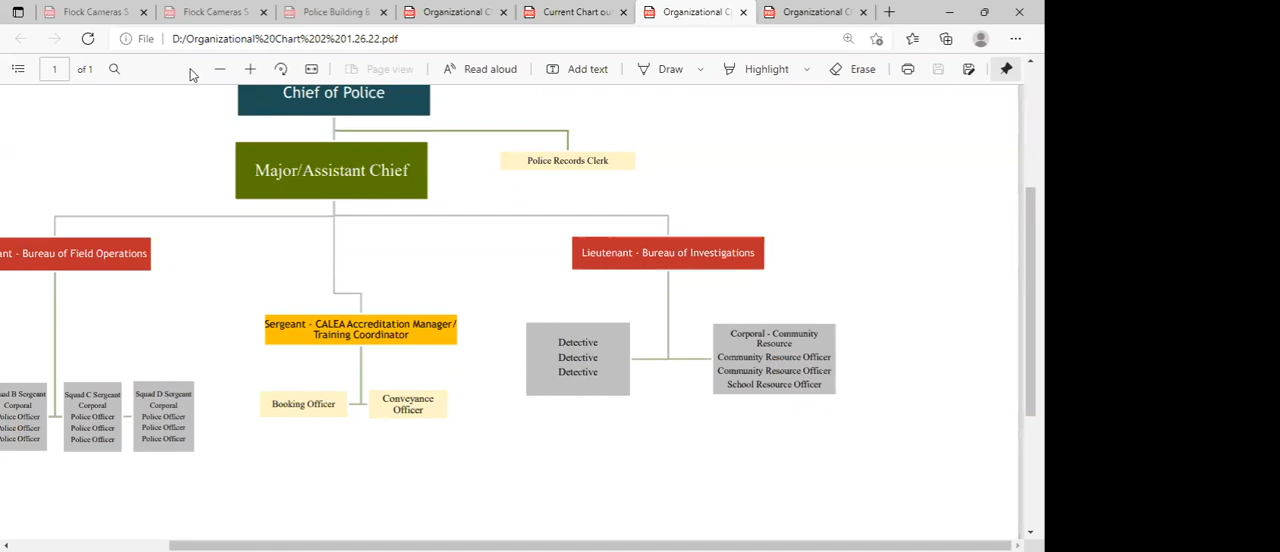 Flock Cameras S
Flock Cameras S
Police Building B
Organizational Ch
Current Chart ou
Organizational C
Organizational Ch
File
D:/Organizational%20Chart%202%201.26.22.pdf
1 of 1
Page view
Read aloud
Add text
Draw
Highlight
Erase
Chief of Police
Major/Assistant Chief
Police Records Clerk
ant - Bureau of Field Operations
Lieutenant - Bureau of Investigations
Sergeant - CALEA Accreditation Manager/
Training Coordinator
Detective
Detective
Detective
Corporal - Community
Resource
Community Resource Officer
Community Resource Officer
School Resource Officer
uad B Sergeant
Corporal
Police Officer
Police Officer
Police Officer
Squad C Sergeant
Corporal
Police Officer
Police Officer
Police Officer
Squad D Sergeant
Corporal
Police Officer
Police Officer
Police Officer
Booking Officer
Conveyance
Officer